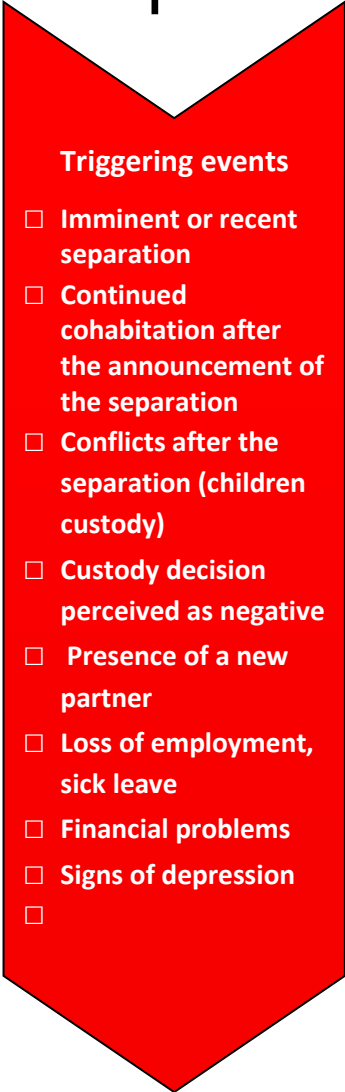 Triggering events
☐ Imminent or recent
separation
☐ Continued
cohabitation after
the announcement of
the separation
☐ Conflicts after the
separation (children
custody)
☐ Custody decision
perceived as negative
☐ Presence of a new
partner
☐ Loss of employment,
sick leave
☐ Financial problems
☐ Signs of depression
☐